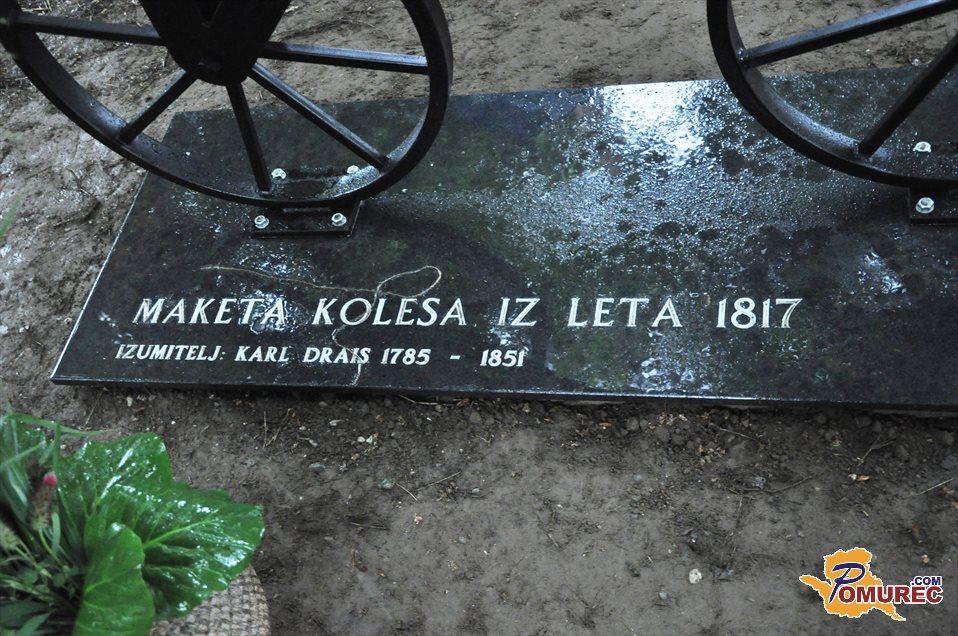 MAKETA KOLESA IZ LETA 1817
IZUMITELJ: KARL DRAIS 1785 - 1851
POMUREC.COM